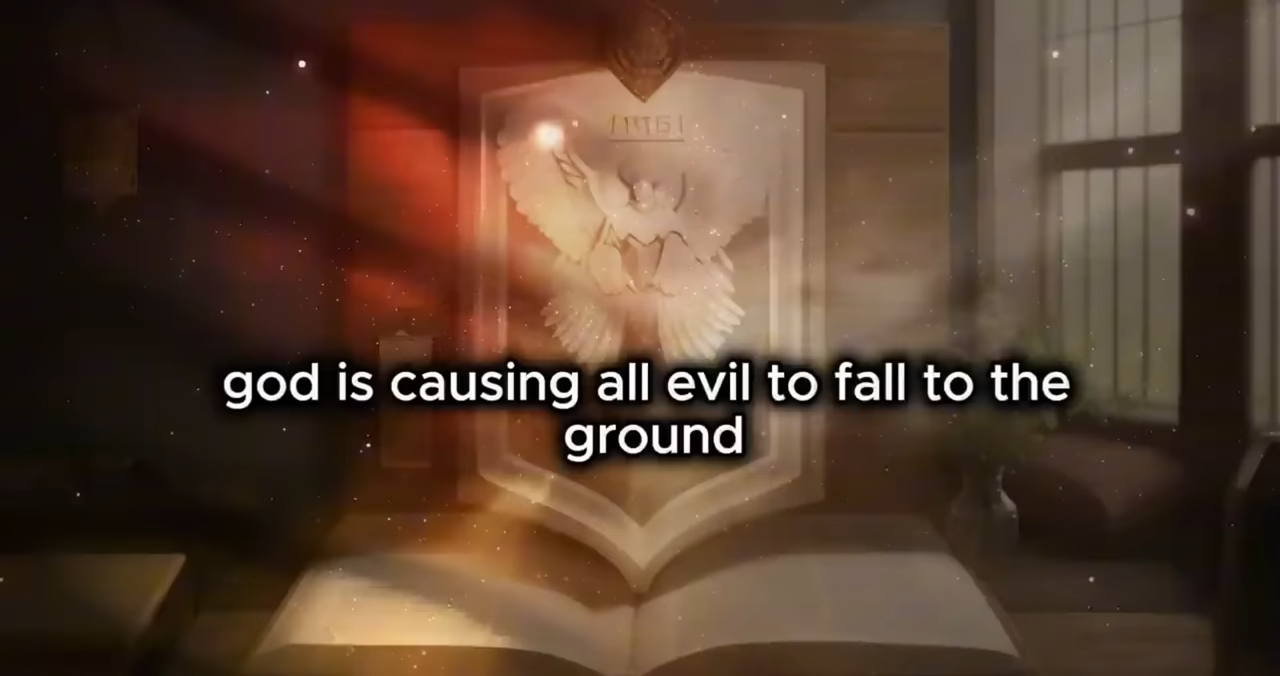 god is causing all evil to fall to the
ground